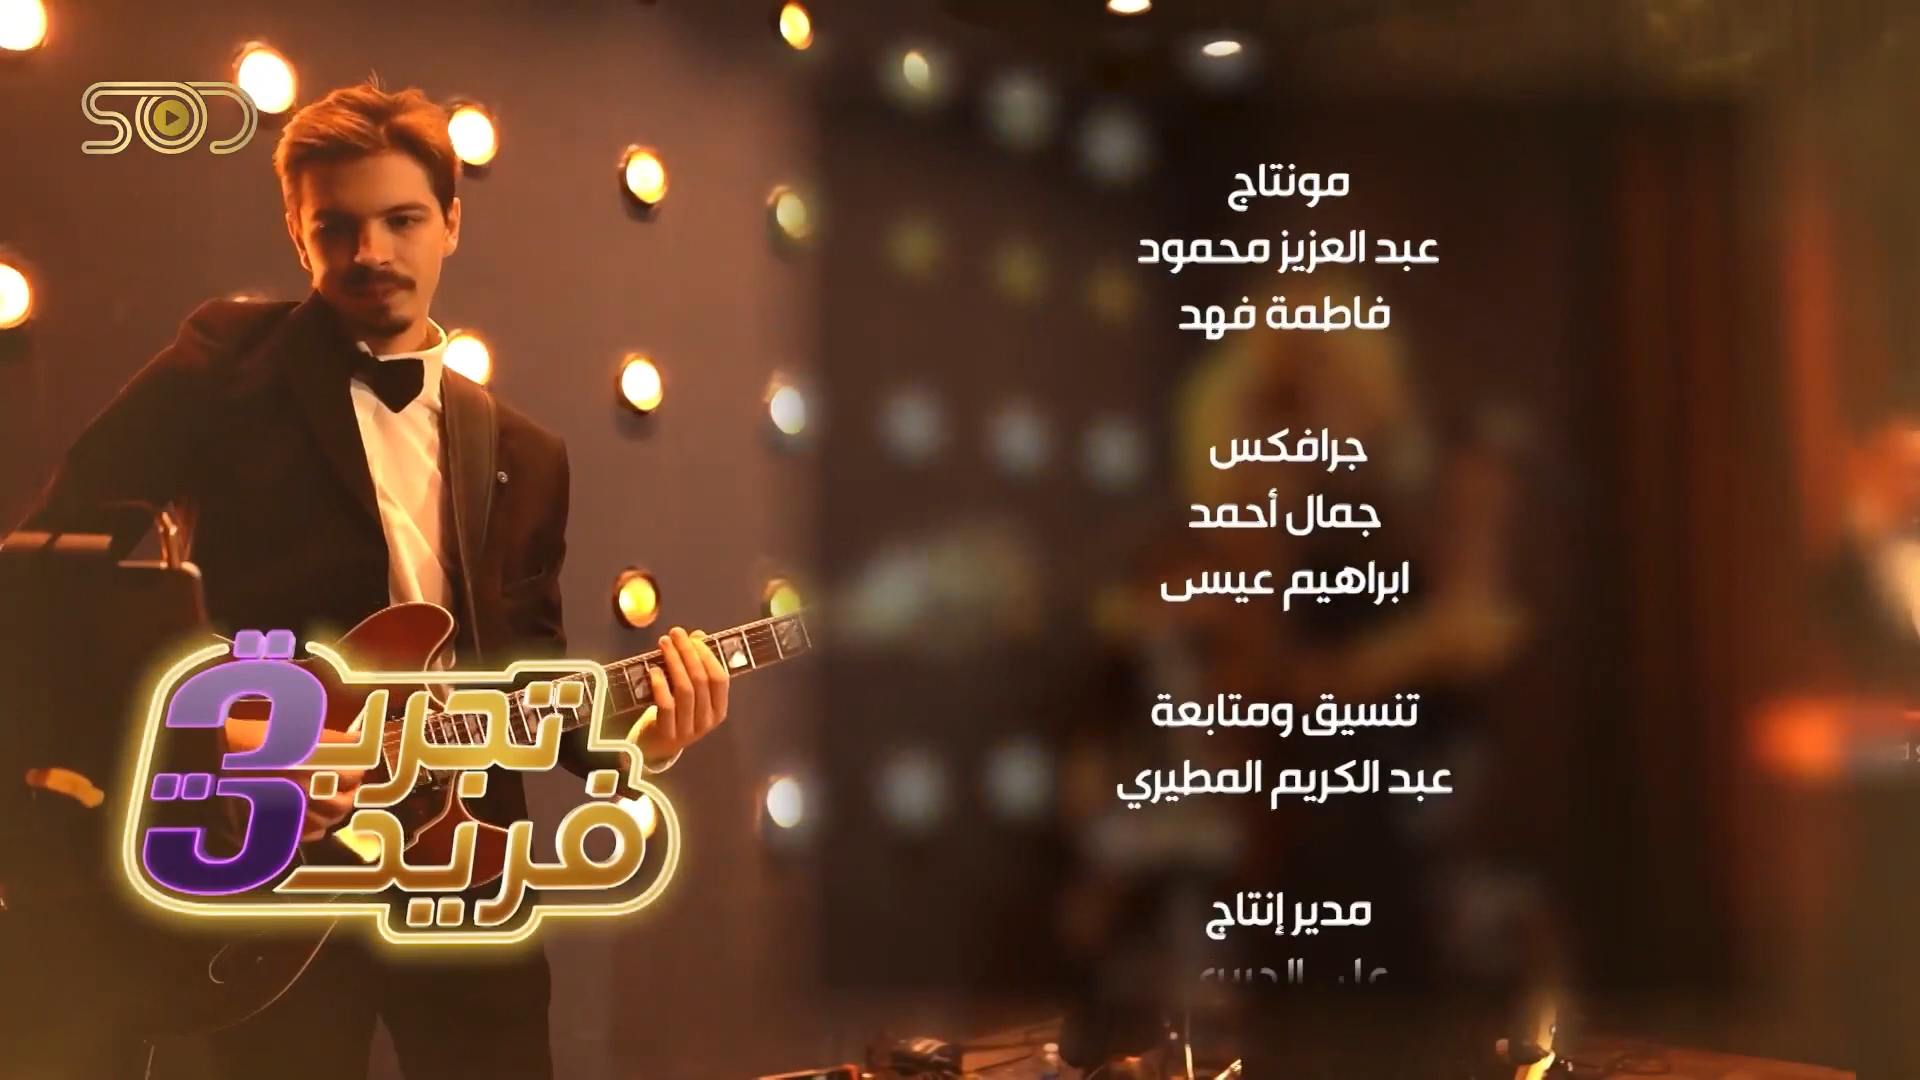 SOD
مونتاج
عبد العزيز محمود
فاطمة فهد
جرافكس
جمال أحمد
ابراهيم عيسى
تنسيق ومتابعة
عبد الكريم المطيري
مدير إنتاج
تجربة
فريدة
3